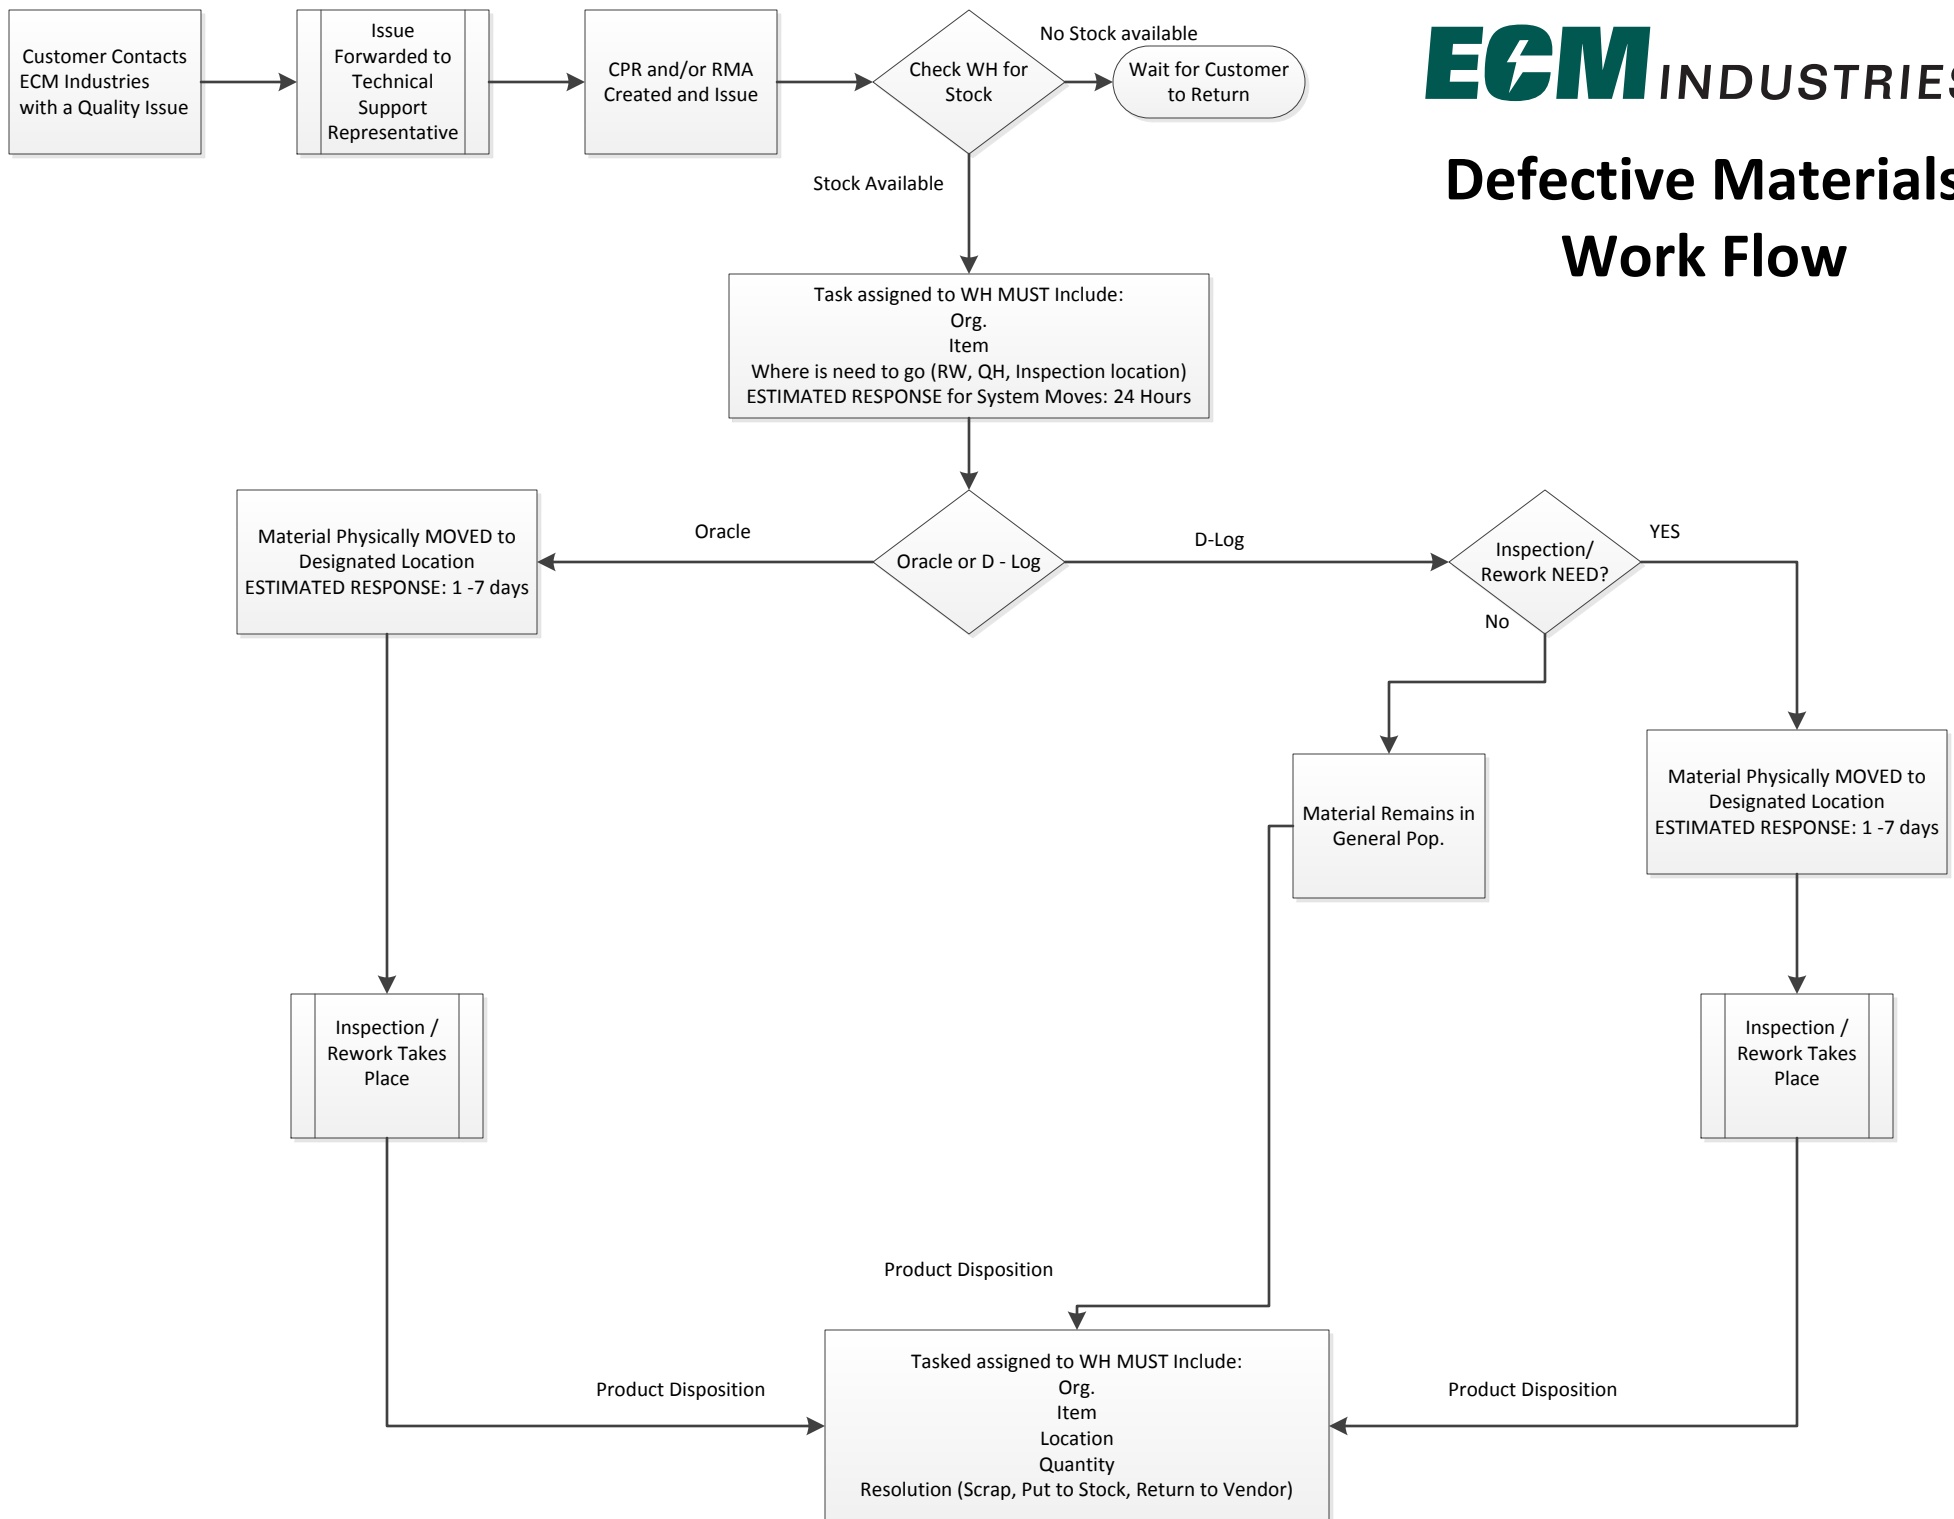 Customer Contacts
ECM Industries
with a Quality Issue
Issue
Forwarded to
Technical
Support
Representative
CPR and/or RMA
Created and Issue
Check WH for
Stock
No Stock available
Wait for Customer
to Return
ECM INDUSTRIES
Defective Materials
Work Flow
Stock Available
Task assigned to WH MUST Include:
Org.
Item
Where is need to go (RW, QH, Inspection location)
ESTIMATED RESPONSE for System Moves: 24 Hours
Material Physically MOVED to
Designated Location
ESTIMATED RESPONSE: 1 -7 days
Oracle
Oracle or D - Log
D-Log
Inspection/
Rework NEED?
YES
No
Material Remains in
General Pop.
Material Physically MOVED to
Designated Location
ESTIMATED RESPONSE: 1 -7 days
Inspection /
Rework Takes
Place
Inspection /
Rework Takes
Place
Product Disposition
Product Disposition
Tasked assigned to WH MUST Include:
Org.
Item
Location
Quantity
Resolution (Scrap, Put to Stock, Return to Vendor)
Product Disposition